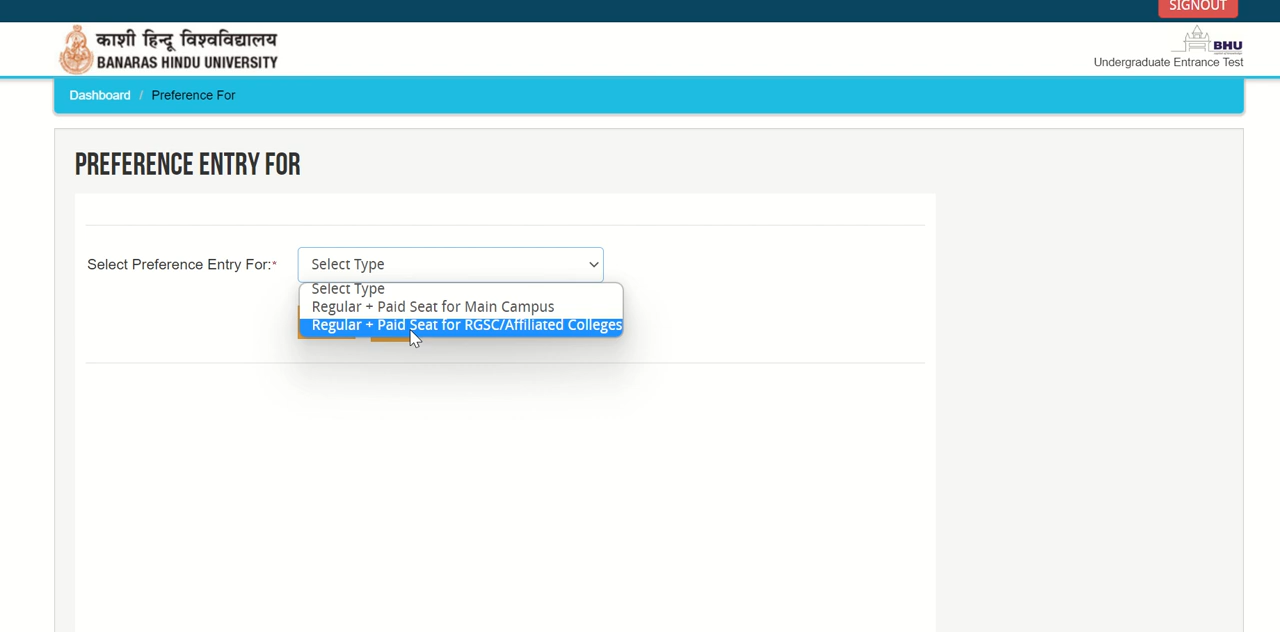 SIGNOUT
काशी हिन्दू विश्वविद्यालय
BANARAS HINDU UNIVERSITY
BHU
Undergraduate Entrance Test
Dashboard / Preference For
PREFERENCE ENTRY FOR
Select Preference Entry For:* Select Type
Select Type
Regular + Paid Seat for Main Campus
Regular + Paid Seat for RGSC/Affiliated Colleges